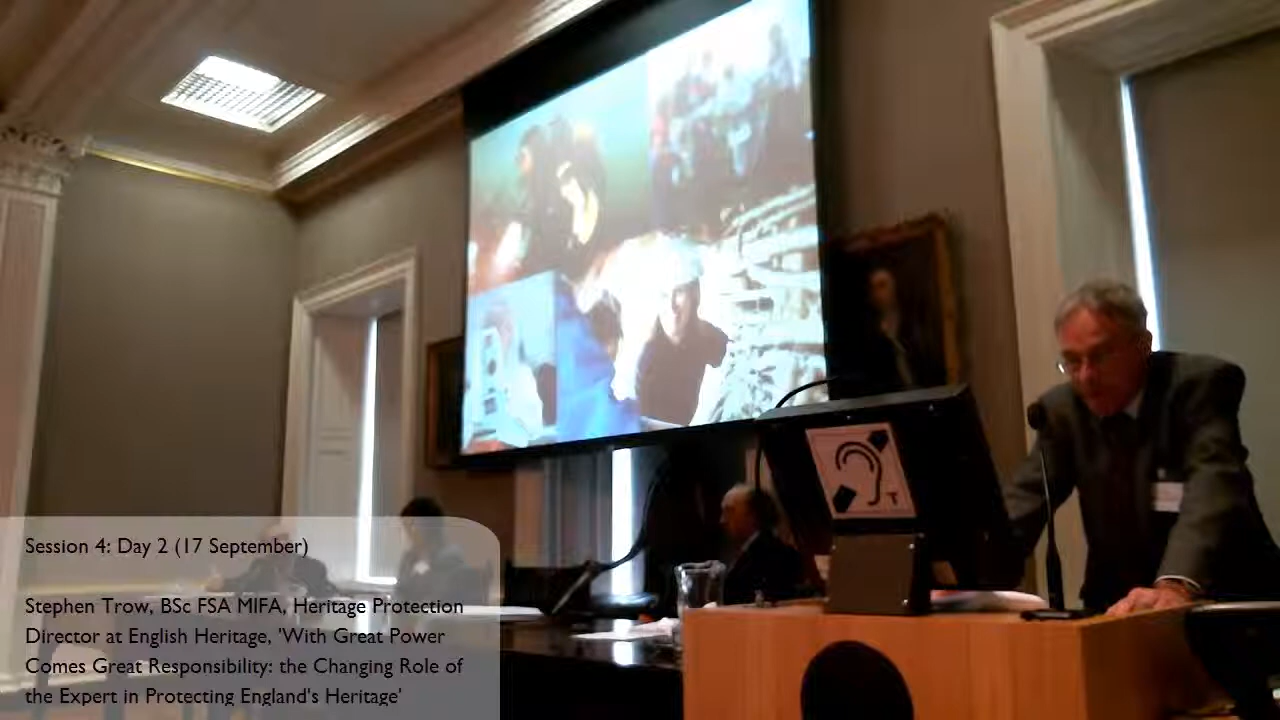 Session 4: Day 2 (17 September)
Stephen Trow, BSc FSA MIFA, Heritage Protection
Director at English Heritage, 'With Great Power
Comes Great Responsibility: the Changing Role of
the Expert in Protecting England's Heritage'
T